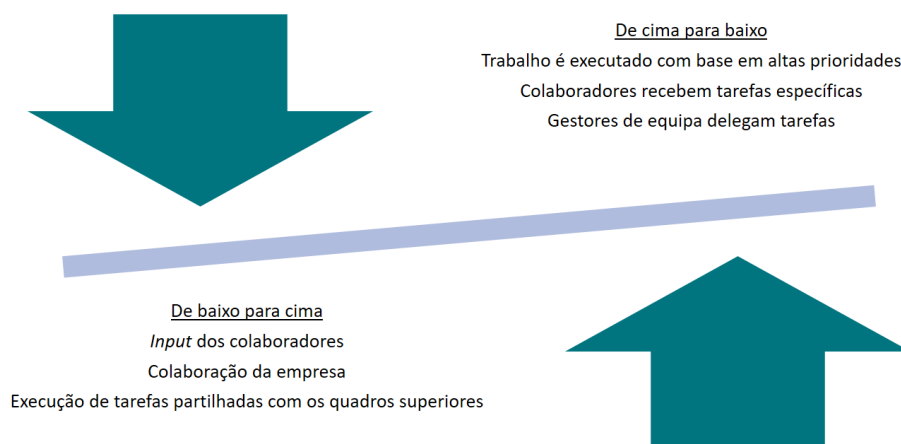 De cima para baixo
Trabalho é executado com base em altas prioridades
Colaboradores recebem tarefas específicas
Gestores de equipa delegam tarefas
De baixo para cima
Input dos colaboradores
Colaboração da empresa
Execução de tarefas partilhadas com os quadros superiores